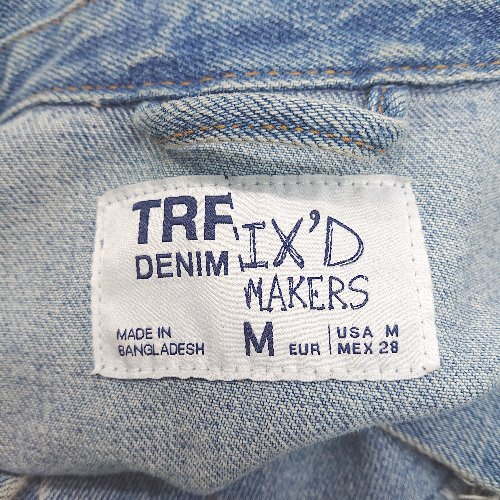 TRF
DENIM
IX'D
MAKERS
MADE IN
BANGLADESH
M EUR
USA M
MEX 28